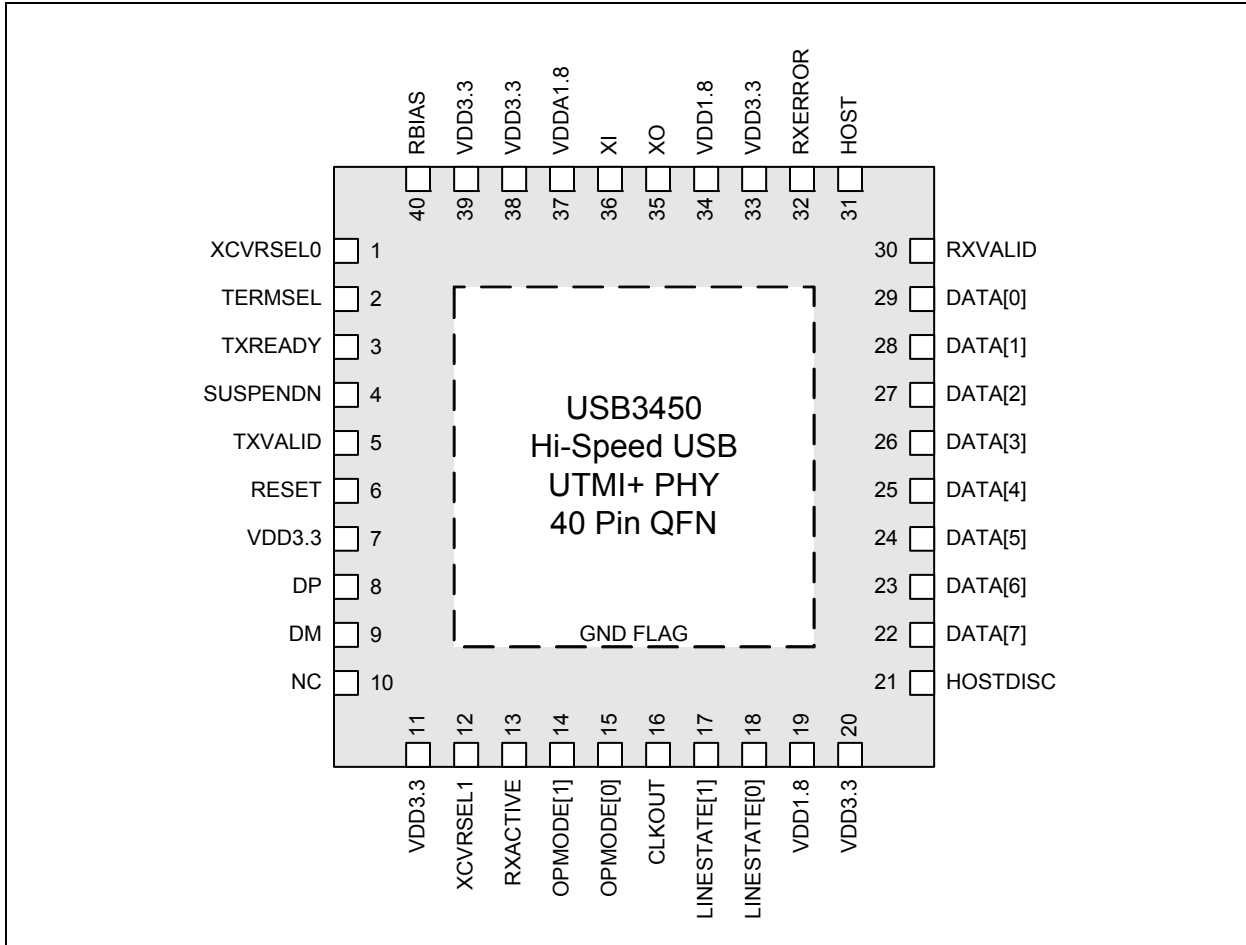 RBIAS
VDD3.3
VDD3.3
VDDA1.8
XI
XO
VDD1.8
VDD3.3
RXERROR
HOST
40
39
38
37
36
35
34
33
32
31
XCVRSEL0 1
TERMSEL 2
TXREADY 3
SUSPENDN 4
TXVALID 5
RESET 6
VDD3.3 7
DP 8
DM 9
NC 10
USB3450
Hi-Speed USB
UTMI+ PHY
40 Pin QFN
GND FLAG
30 RXVALID
29 DATA[0]
28 DATA[1]
27 DATA[2]
26 DATA[3]
25 DATA[4]
24 DATA[5]
23 DATA[6]
22 DATA[7]
21 HOSTDISC
11
12
13
14
15
16
17
18
19
20
VDD3.3
XCVRSEL1
RXACTIVE
OPMODE[1]
OPMODE[0]
CLKOUT
LINESTATE[1]
LINESTATE[0]
VDD1.8
VDD3.3